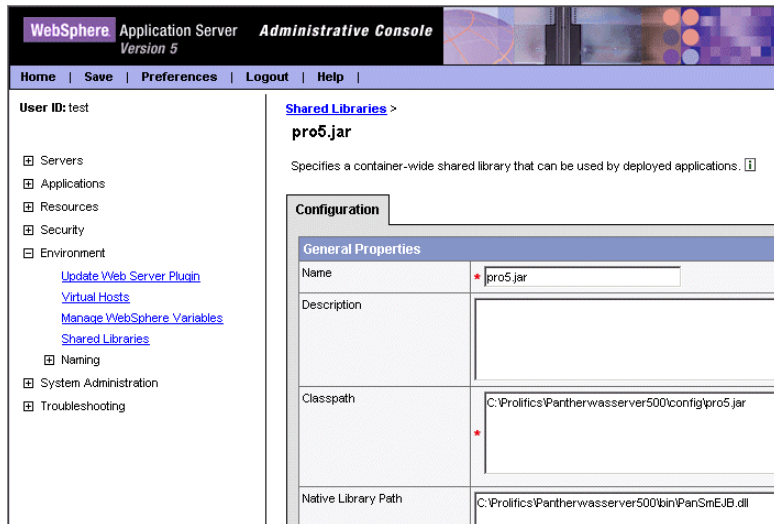 WebSphere Application Server Administrative Console
Version 5
Home | Save | Preferences | Logout | Help |
User ID: test
Servers
Applications
Resources
Security
Environment
Update Web Server Plugin
Virtual Hosts
Manage WebSphere Variables
Shared Libraries
Naming
System Administration
Troubleshooting
Shared Libraries >
pro5.jar
Specifies a container-wide shared library that can be used by deployed applications. i
Configuration
General Properties
Name * pro5.jar
Description
Classpath * C:\Prolifics\Pantherwasserver500\config\pro5.jar
Native Library Path C:\Prolifics\Pantherwasserver500\bin\PanSmEJB.dll